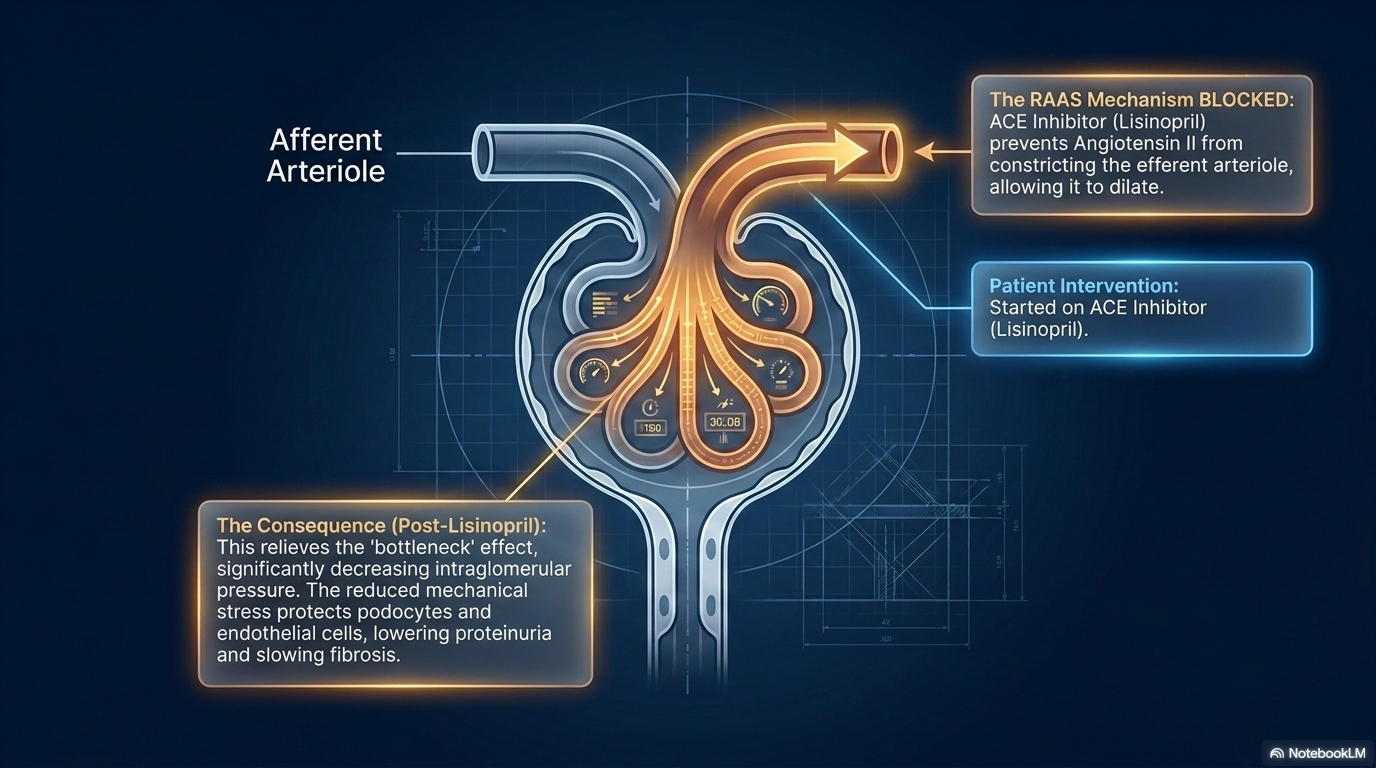 Afferent
Arteriole
The RAAS Mechanism BLOCKED:
ACE Inhibitor (Lisinopril)
prevents Angiotensin II from
constricting the efferent arteriole,
allowing it to dilate.
Patient Intervention:
Started on ACE Inhibitor
(Lisinopril).
The Consequence (Post-Lisinopril):
This relieves the 'bottleneck' effect,
significantly decreasing intraglomerular
pressure. The reduced mechanical
stress protects podocytes and
endothelial cells, lowering proteinuria
and slowing fibrosis.
NotebookLM